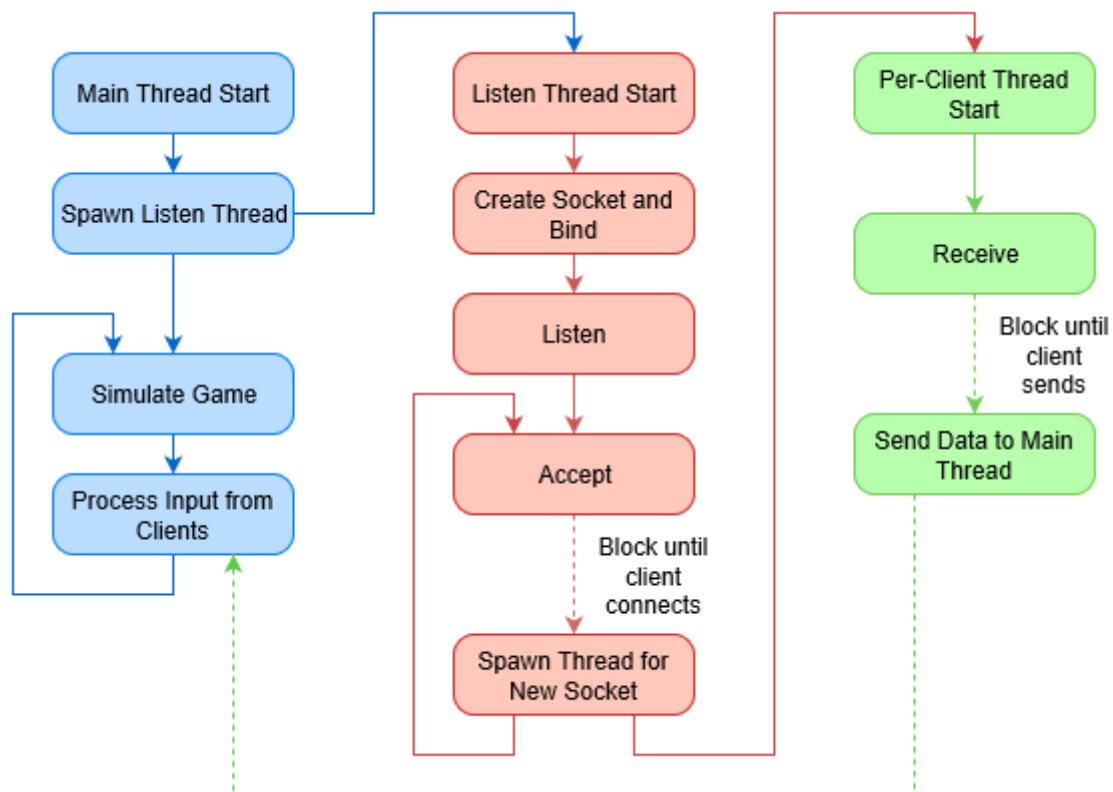 Main Thread Start
Spawn Listen Thread
Simulate Game
Process Input from
Clients
Listen Thread Start
Create Socket and
Bind
Listen
Accept
Block until
client
connects
Spawn Thread for
New Socket
Per-Client Thread
Start
Receive
Block until
client
sends
Send Data to Main
Thread